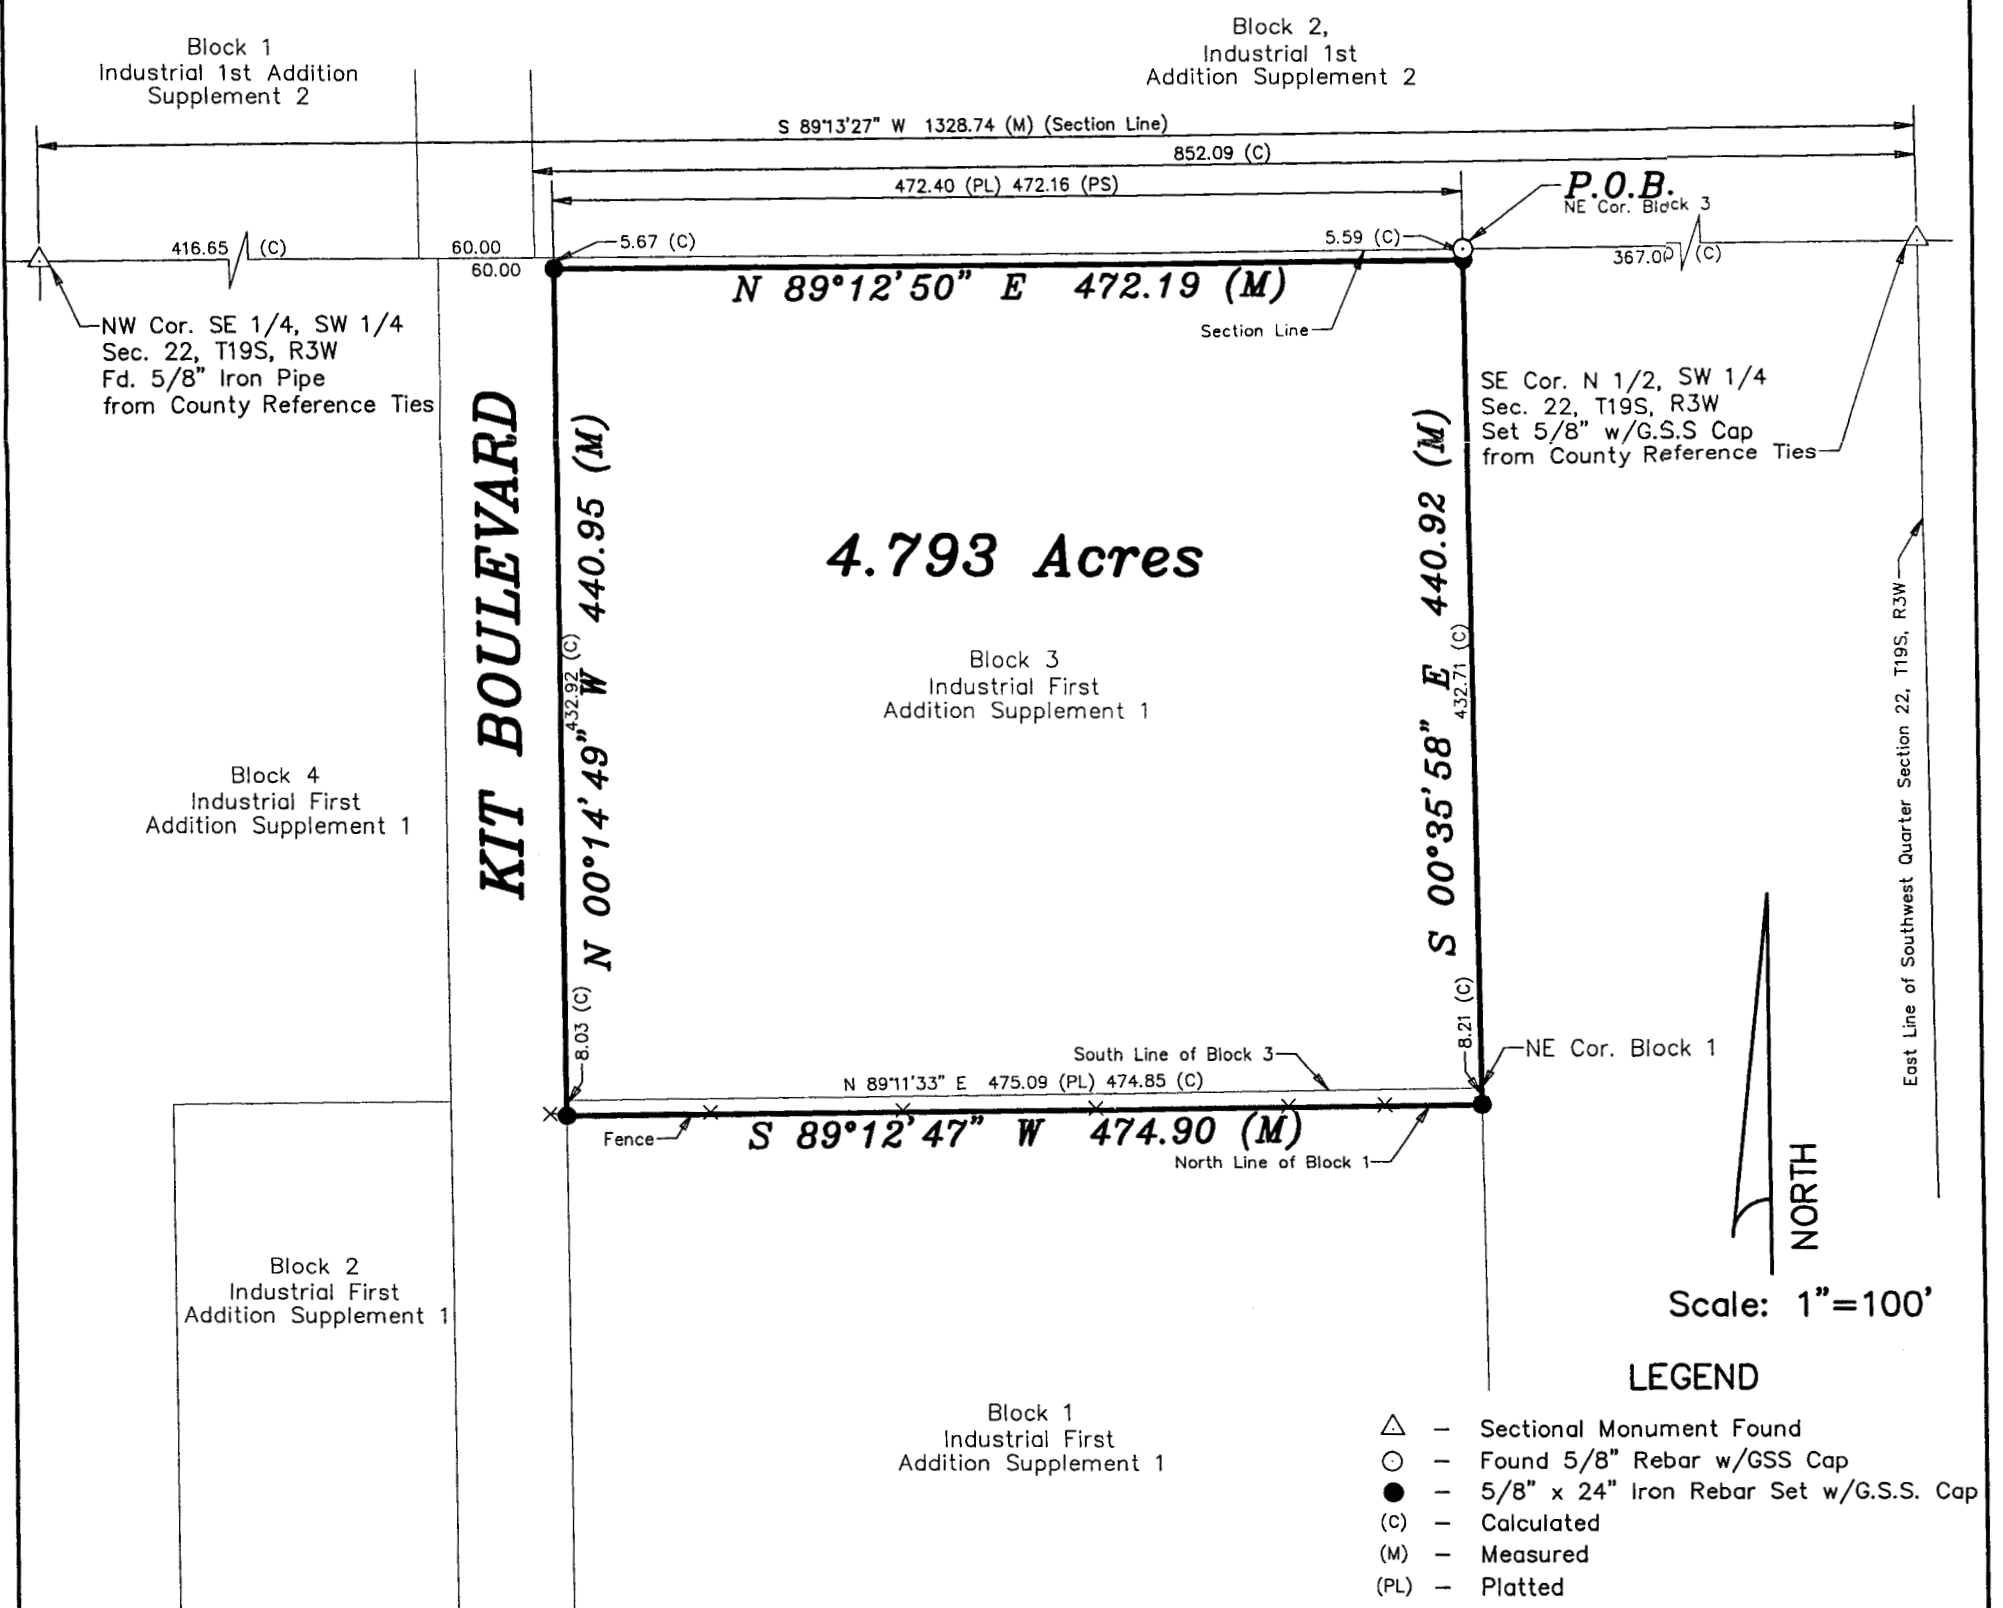 Block 1
Industrial 1st Addition
Supplement 2
Block 2,
Industrial 1st
Addition Supplement 2
S 89°13'27" W 1328.74 (M) (Section Line)
852.09 (C)
472.40 (PL) 472.16 (PS)
P.O.B.
NE Cor. Block 3
416.65 (C)
60.00
60.00
5.67 (C)
5.59 (C)
367.00 (C)
N 89°12'50" E 472.19 (M)
Section Line
NW Cor. SE 1/4, SW 1/4
Sec. 22, T19S, R3W
Fd. 5/8" Iron Pipe
from County Reference Ties
SE Cor. N 1/2, SW 1/4
Sec. 22, T19S, R3W
Set 5/8" w/G.S.S Cap
from County Reference Ties
KIT BOULEVARD
N 00°14'49" W 440.95 (M)
432.92 (C)
8.03 (C)
4.793 Acres
Block 3
Industrial First
Addition Supplement 1
S 00°35'58" E 440.92 (M)
432.71 (C)
8.21 (C)
East Line of Southwest Quarter Section 22, T19S, R3W
Block 4
Industrial First
Addition Supplement 1
South Line of Block 3
NE Cor. Block 1
N 89°11'33" E 475.09 (PL) 474.85 (C)
Fence
S 89°12'47" W 474.90 (M)
North Line of Block 1
Block 2
Industrial First
Addition Supplement 1
NORTH
Scale: 1"=100'
Block 1
Industrial First
Addition Supplement 1
LEGEND
– Sectional Monument Found
– Found 5/8" Rebar w/GSS Cap
– 5/8" x 24" Iron Rebar Set w/G.S.S. Cap
(C) – Calculated
(M) – Measured
(PL) – Platted